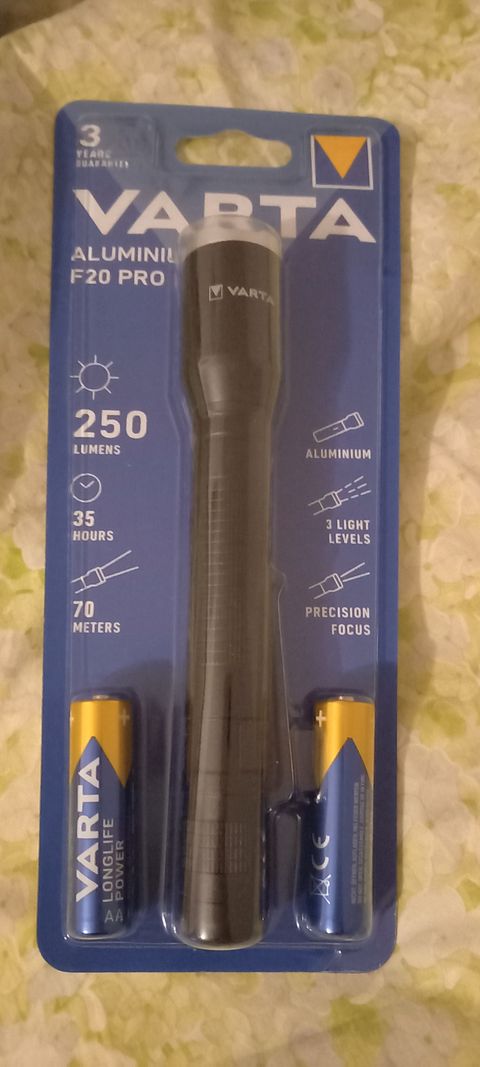 3
YEARS
GUARANTEE
VARTA
ALUMINIU
F20 PRO
VARTA
250
LUMENS
35
HOURS
70
METERS
ALUMINIUM
3 LIGHT
LEVELS
PRECISION
FOCUS
+
VARTA
LONGLIFE
POWER
AA
+
CE